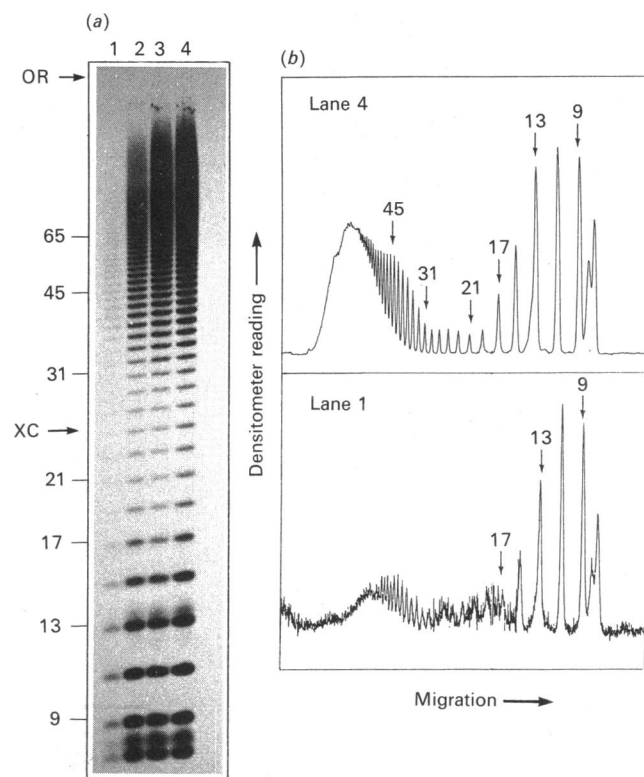 (a)
1 2 3 4
OR
65
45
31
XC
21
17
13
9
(b)
Densitometer reading
Lane 4
45
31
21
17
13
9
Lane 1
17
13
9
Migration